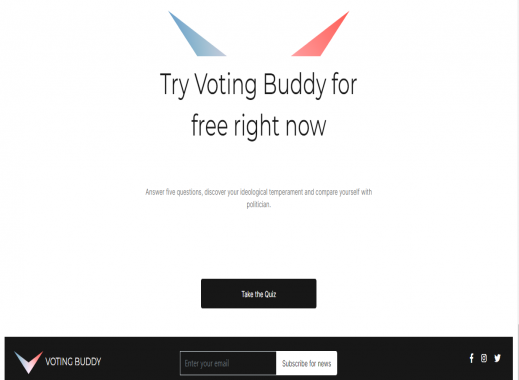 Try Voting Buddy for
free right now
Answer five questions, discover your ideological temperament and compare yourself with
politician.
Take the Quiz
VOTING BUDDY
Enter your email
Subscribe for news